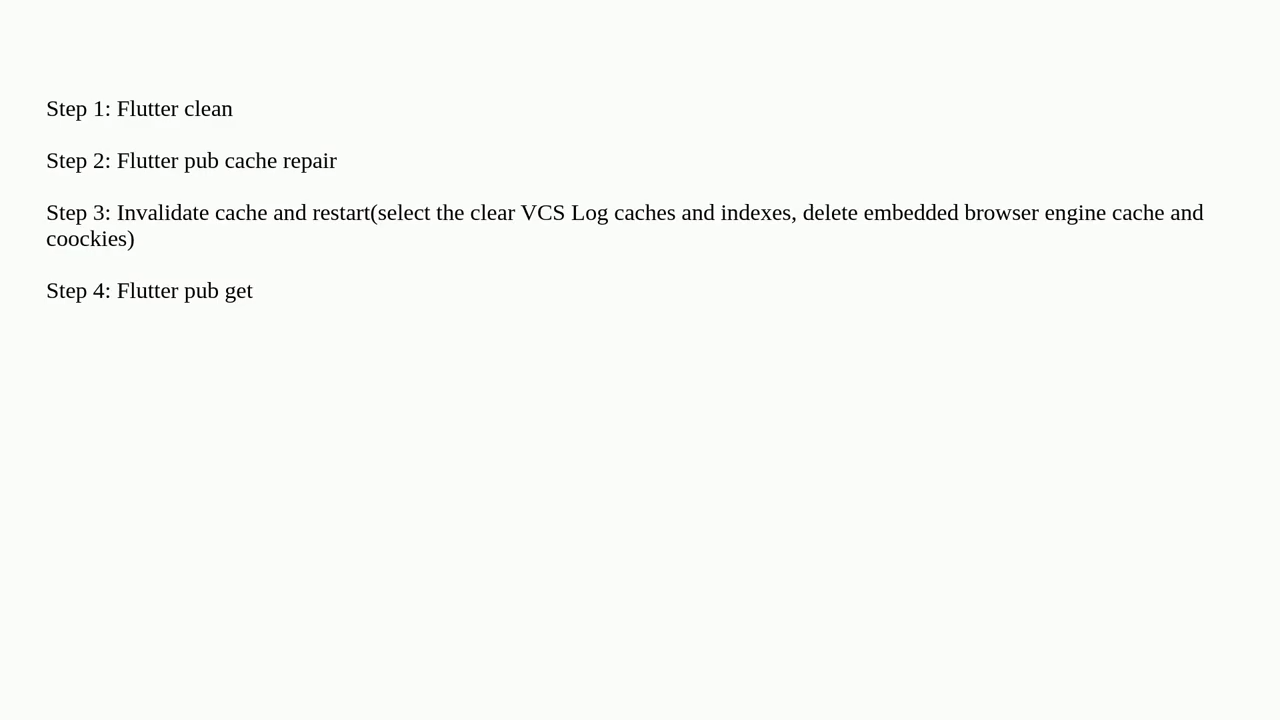 Step 1: Flutter clean
Step 2: Flutter pub cache repair
Step 3: Invalidate cache and restart(select the clear VCS Log caches and indexes, delete embedded browser engine cache and
coockies)
Step 4: Flutter pub get